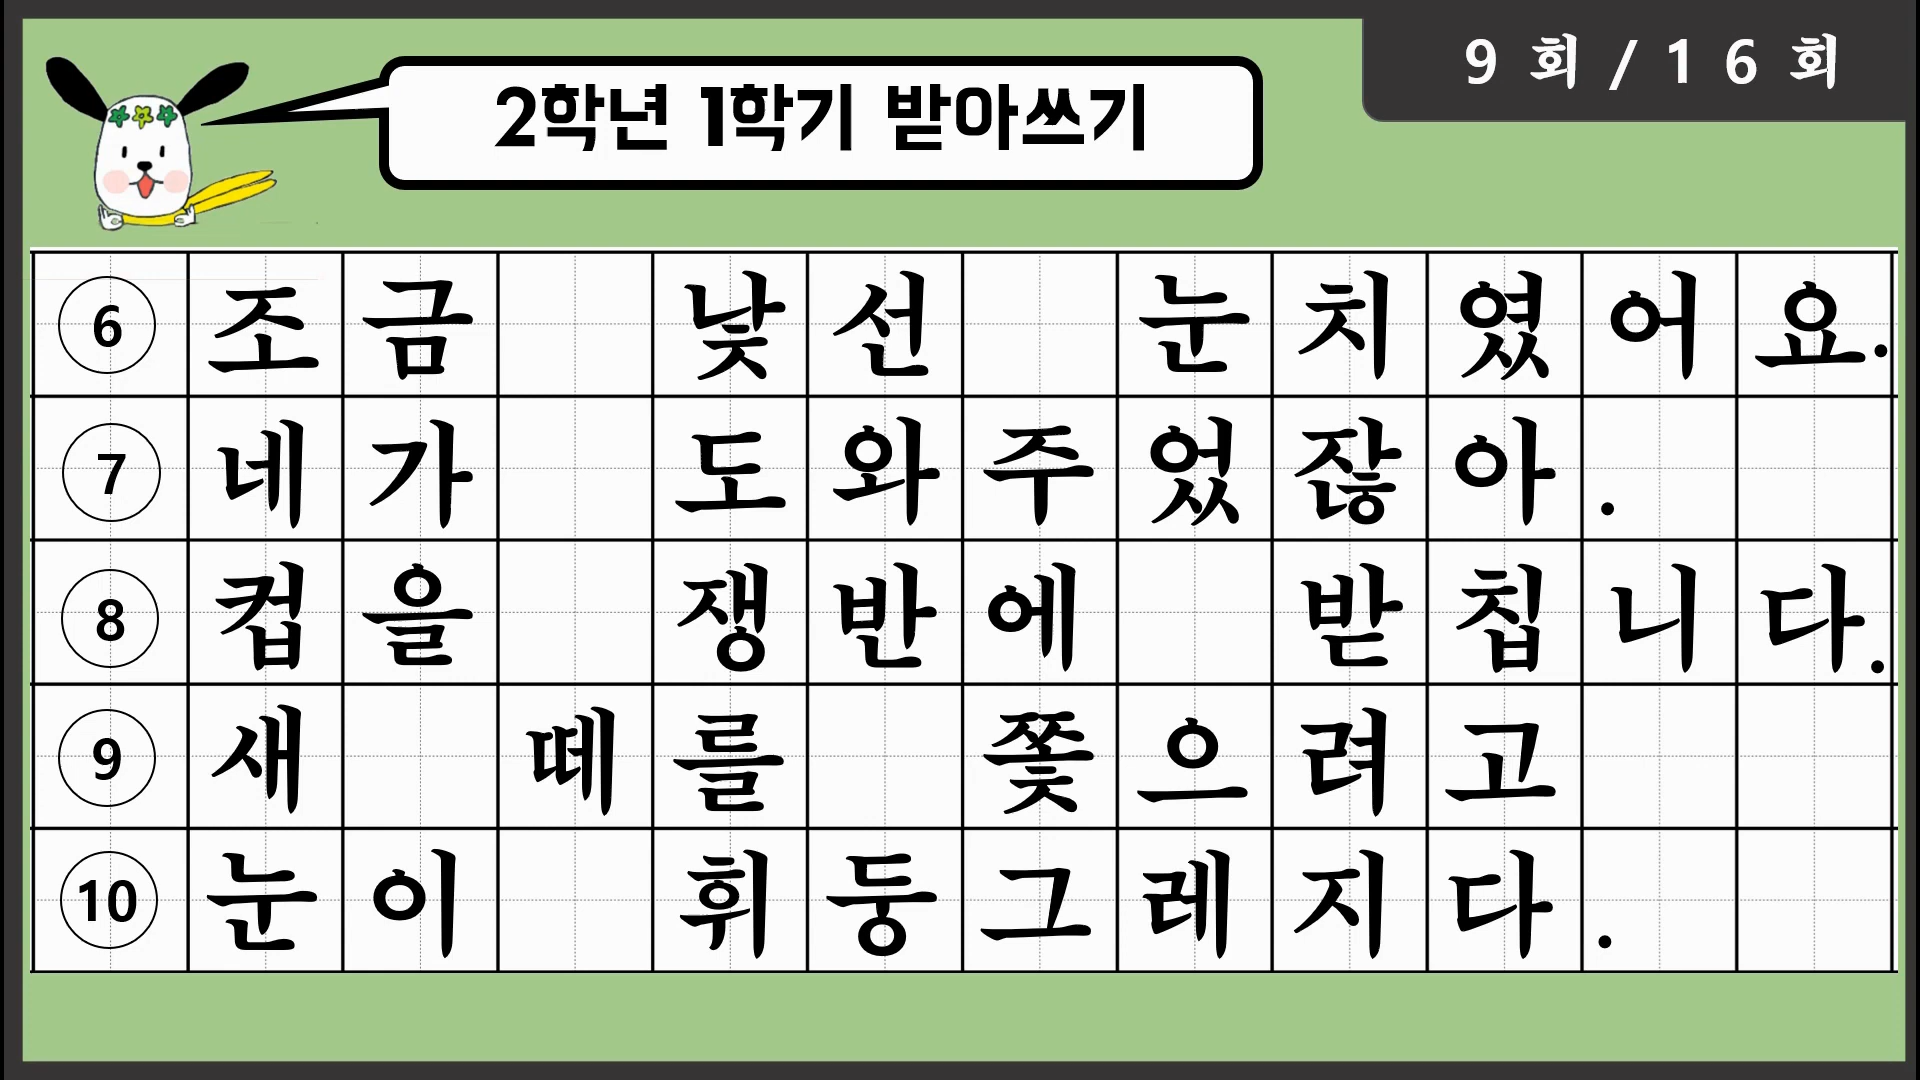 9 회 / 1 6 회
2학년 1학기 받아쓰기
6 조금 낯선 눈치였어요.
7 네가 도와주었잖아.
8 컵을 쟁반에 받칩니다.
9 새 떼를 쫓으려고
10 눈이 휘둥그레지다.